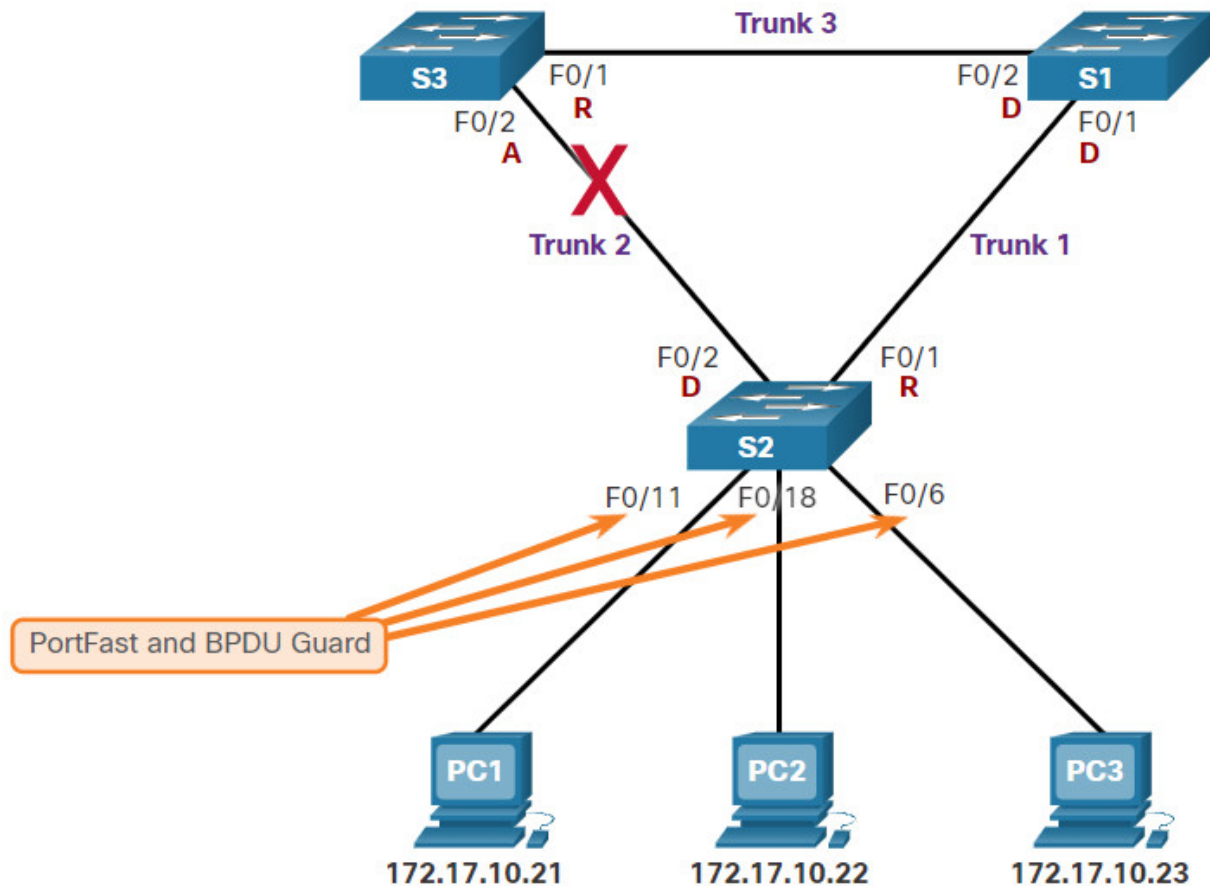 Trunk 3
S3
S1
F0/1
R
F0/2
D
F0/2
A
F0/1
D
X
Trunk 2
Trunk 1
F0/2
D
F0/1
R
S2
F0/11
F0/18
F0/6
PortFast and BPDU Guard
PC1
PC2
PC3
172.17.10.21
172.17.10.22
172.17.10.23